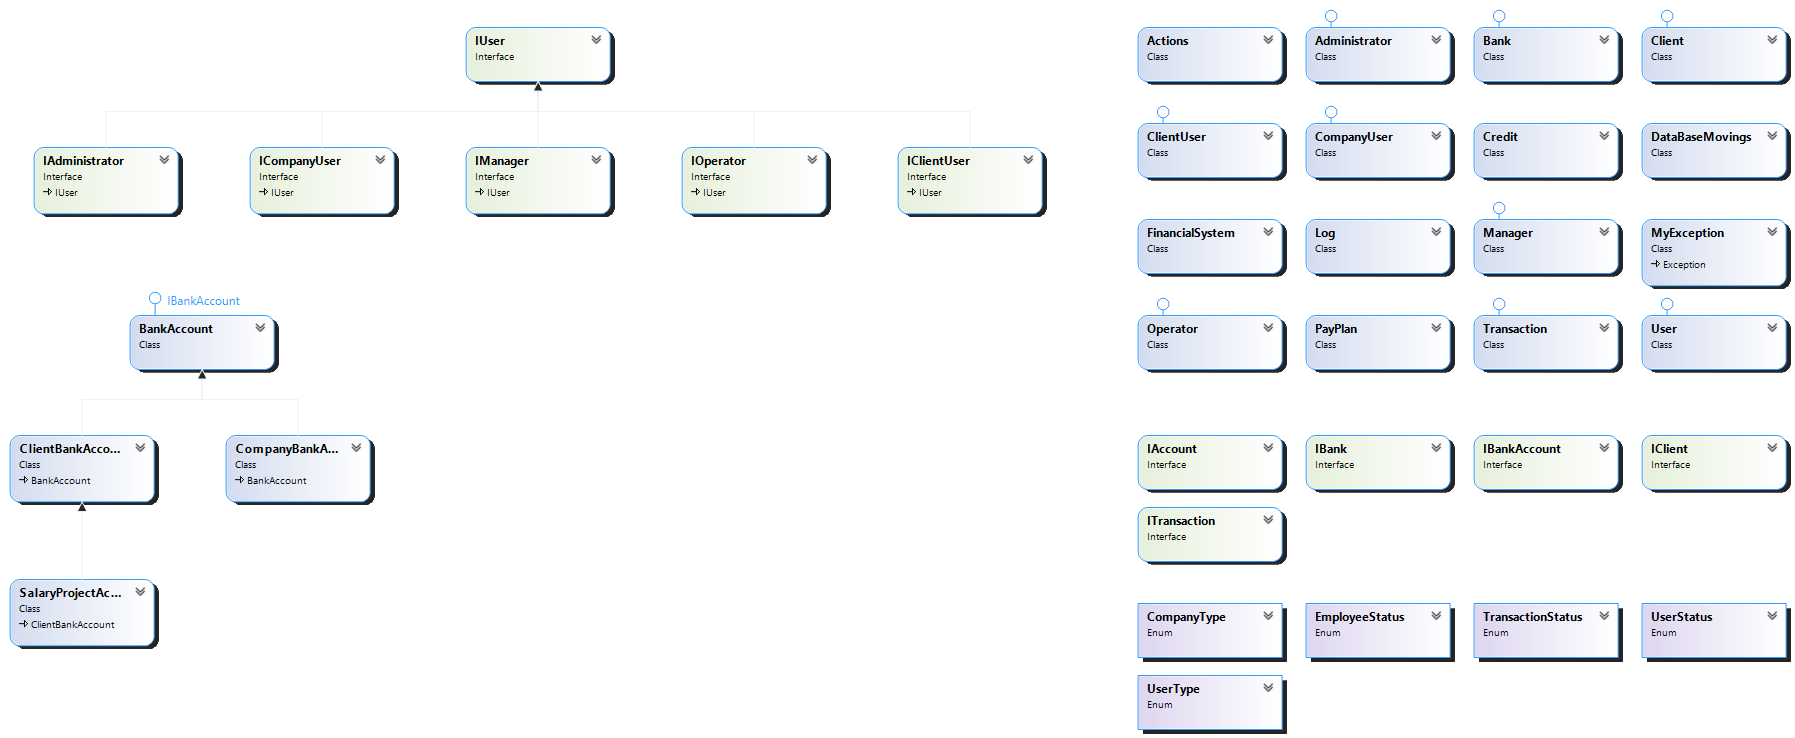 IUser
Interface
IAdministrator
Interface
IUser
ICompanyUser
Interface
IUser
IManager
Interface
IUser
IOperator
Interface
IUser
IClientUser
Interface
IUser
IBankAccount
BankAccount
Class
ClientBankAcco...
Class
BankAccount
CompanyBankA...
Class
BankAccount
SalaryProjectAc...
Class
ClientBankAccount
Actions
Class
Administrator
Class
Bank
Class
Client
Class
ClientUser
Class
CompanyUser
Class
Credit
Class
DataBaseMovings
Class
FinancialSystem
Class
Log
Class
Manager
Class
MyException
Class
Exception
Operator
Class
PayPlan
Class
Transaction
Class
User
Class
IAccount
Interface
IBank
Interface
IBankAccount
Interface
IClient
Interface
ITransaction
Interface
CompanyType
Enum
EmployeeStatus
Enum
TransactionStatus
Enum
UserStatus
Enum
UserType
Enum